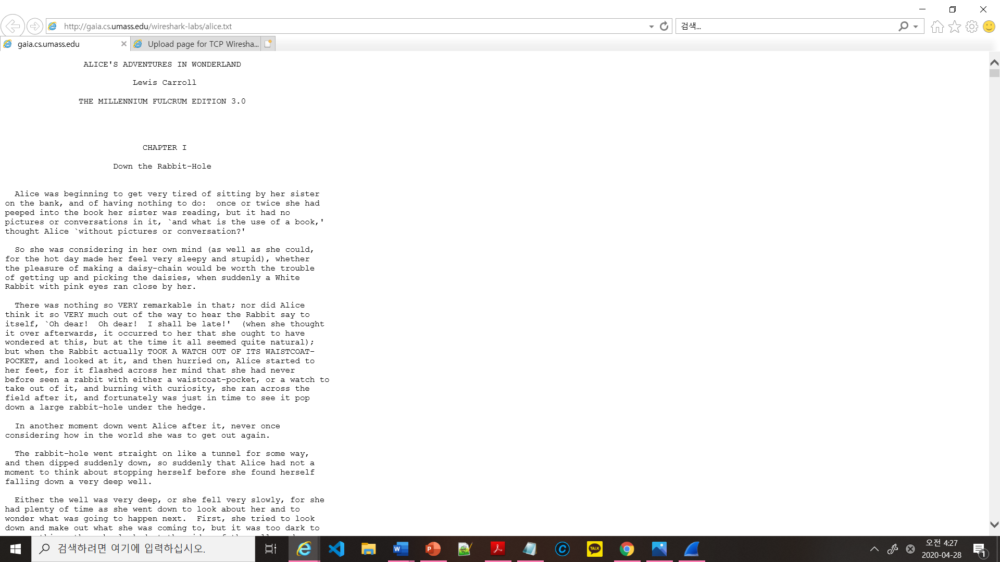 http://gaia.cs.umass.edu/wireshark-labs/alice.txt
검색...
gaia.cs.umass.edu
Upload page for TCP Wiresha...
ALICE'S ADVENTURES IN WONDERLAND
Lewis Carroll
THE MILLENNIUM FULCRUM EDITION 3.0
CHAPTER I
Down the Rabbit-Hole
Alice was beginning to get very tired of sitting by her sister
on the bank, and of having nothing to do:  once or twice she had
peeped into the book her sister was reading, but it had no
pictures or conversations in it, `and what is the use of a book,'
thought Alice `without pictures or conversation?'
So she was considering in her own mind (as well as she could,
for the hot day made her feel very sleepy and stupid), whether
the pleasure of making a daisy-chain would be worth the trouble
of getting up and picking the daisies, when suddenly a White
Rabbit with pink eyes ran close by her.
There was nothing so VERY remarkable in that; nor did Alice
think it so VERY much out of the way to hear the Rabbit say to
itself, `Oh dear!  Oh dear!  I shall be late!'  (when she thought
it over afterwards, it occurred to her that she ought to have
wondered at this, but at the time it all seemed quite natural);
but when the Rabbit actually TOOK A WATCH OUT OF ITS WAISTCOAT-
POCKET, and looked at it, and then hurried on, Alice started to
her feet, for it flashed across her mind that she had never
before seen a rabbit with either a waistcoat-pocket, or a watch to
take out of it, and burning with curiosity, she ran across the
field after it, and fortunately was just in time to see it pop
down a large rabbit-hole under the hedge.
In another moment down went Alice after it, never once
considering how in the world she was to get out again.
The rabbit-hole went straight on like a tunnel for some way,
and then dipped suddenly down, so suddenly that Alice had not a
moment to think about stopping herself before she found herself
falling down a very deep well.
Either the well was very deep, or she fell very slowly, for she
had plenty of time as she went down to look about her and to
wonder what was going to happen next.  First, she tried to look
down and make out what she was coming to, but it was too dark to
검색하려면 여기에 입력하십시오.
TALK
오전 4:27
2020-04-28
1